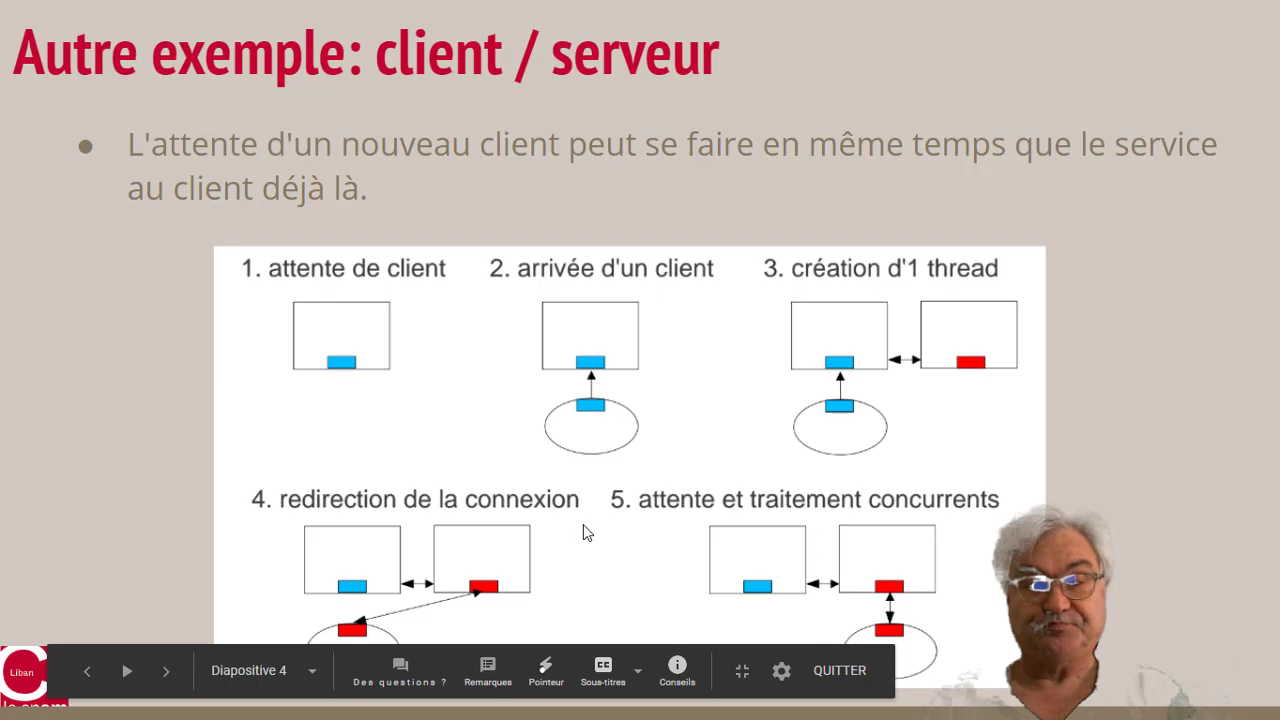 Autre exemple: client / serveur
● L'attente d'un nouveau client peut se faire en même temps que le service
au client déjà là.
1. attente de client 2. arrivée d'un client 3. création d'1 thread
4. redirection de la connexion 5. attente et traitement concurrents
Liban
Diapositive 4
Des questions ?
Remarques
Pointeur
Sous-titres
Conseils
QUITTER